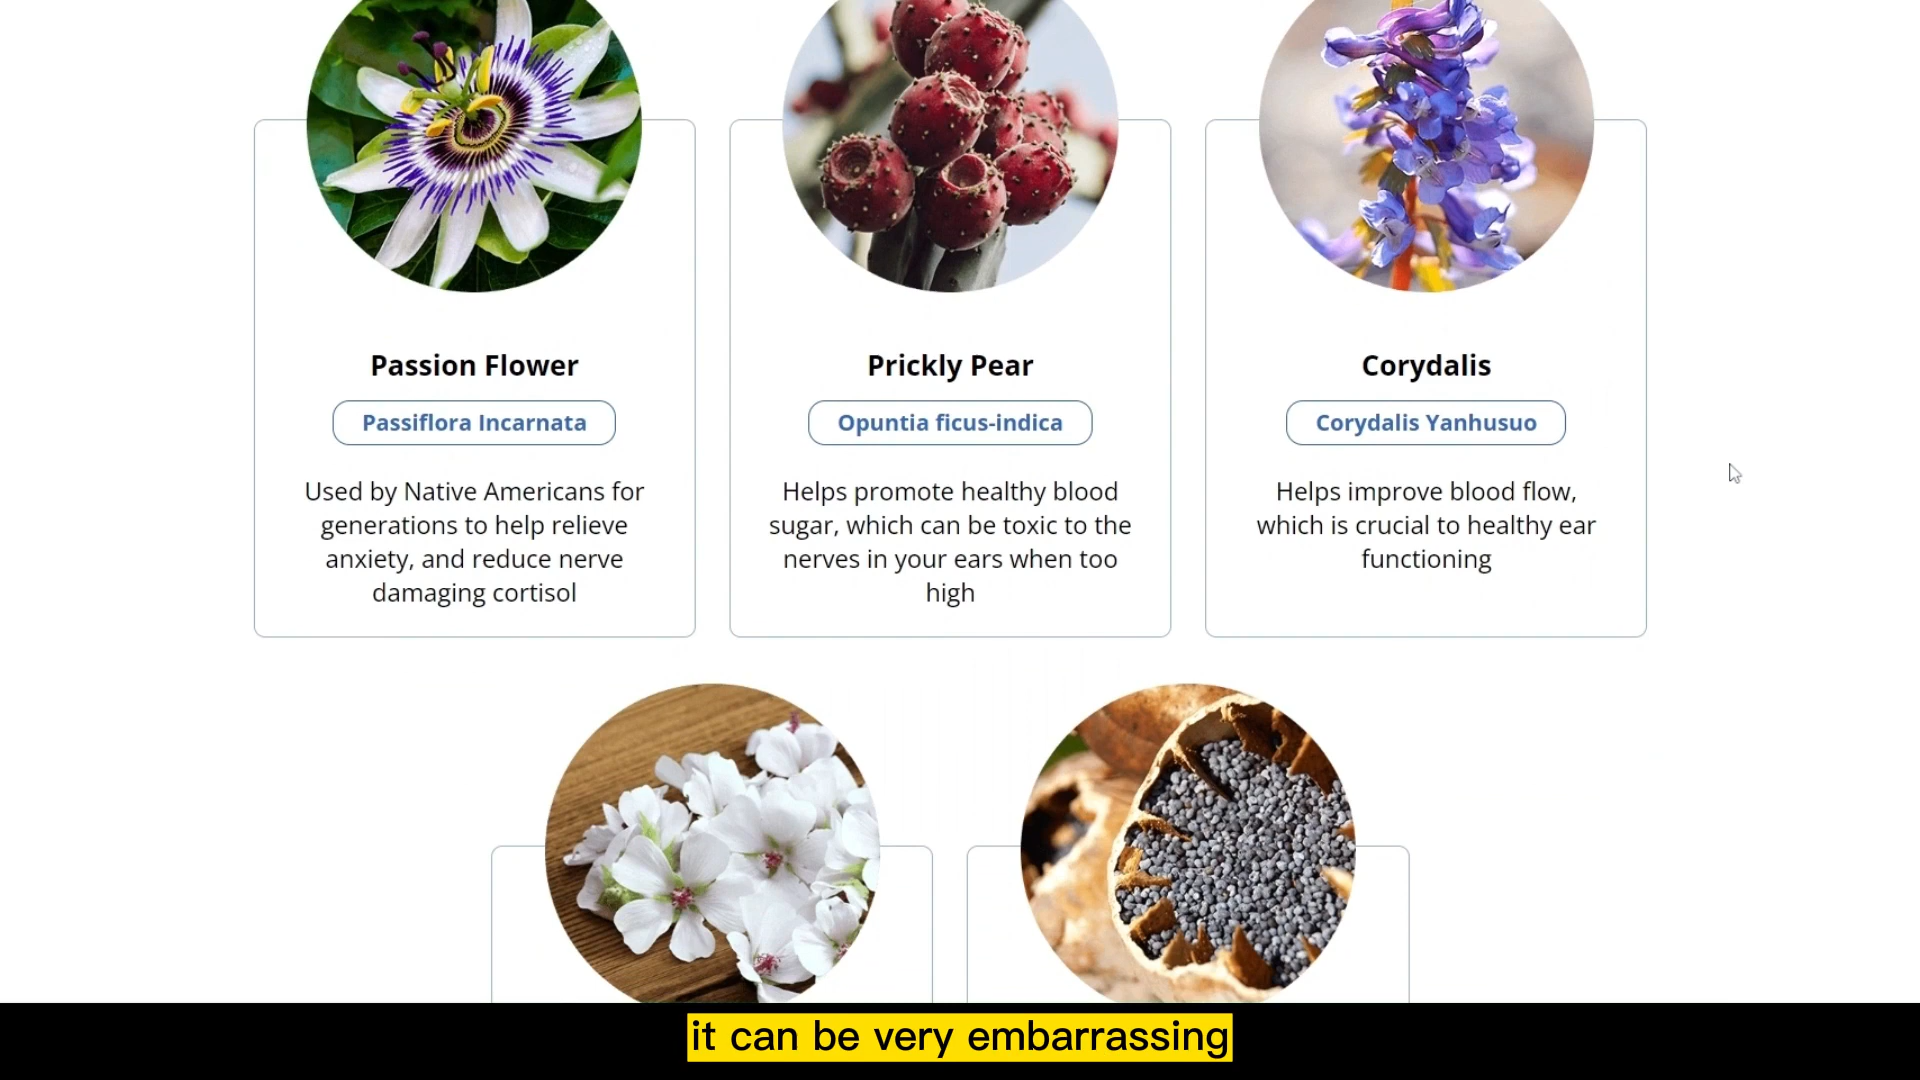 Passion Flower
Passiflora Incarnata
Used by Native Americans for
generations to help relieve
anxiety, and reduce nerve
damaging cortisol
Prickly Pear
Opuntia ficus-indica
Helps promote healthy blood
sugar, which can be toxic to the
nerves in your ears when too
high
Corydalis
Corydalis Yanhusuo
Helps improve blood flow,
which is crucial to healthy ear
functioning
it can be very embarrassing